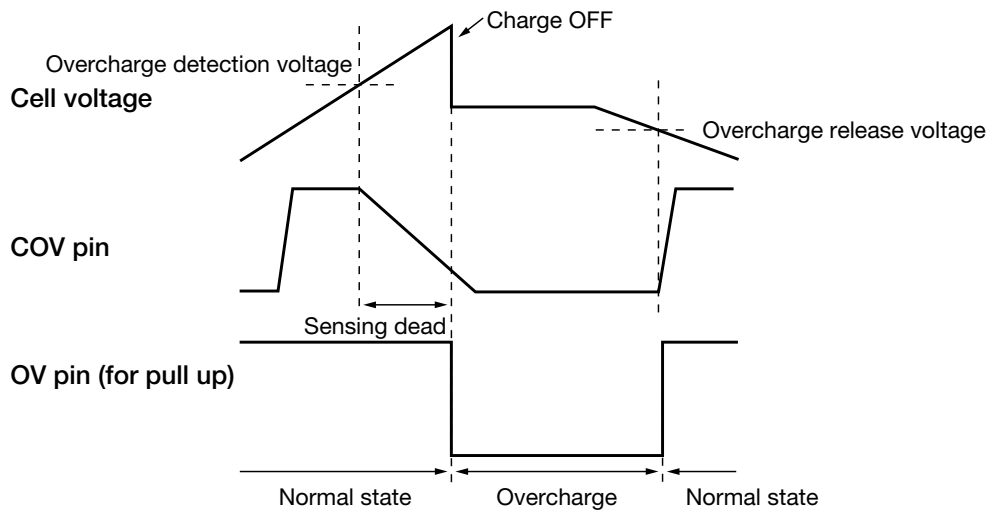 Charge OFF
Overcharge detection voltage
Cell voltage
Overcharge release voltage
COV pin
Sensing dead
OV pin (for pull up)
Normal state
Overcharge
Normal state